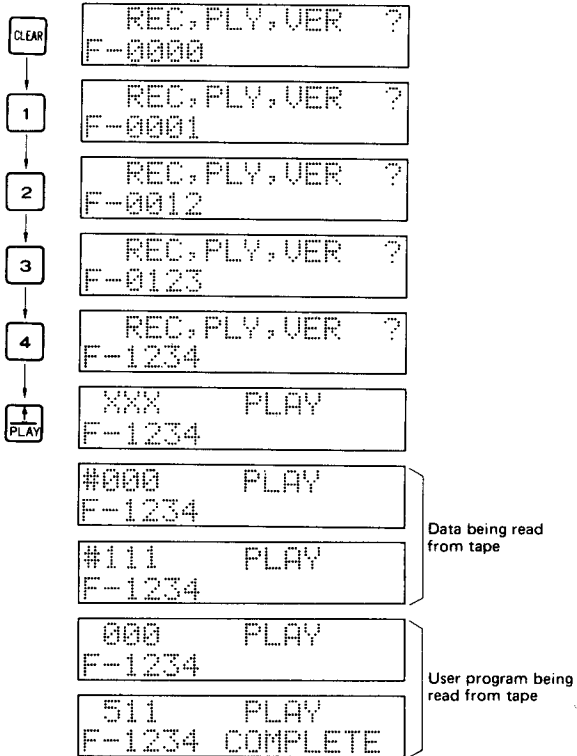 CLEAR
REC,PLY,VER ?
F-0000
1
REC,PLY,VER ?
F-0001
2
REC,PLY,VER ?
F-0012
3
REC,PLY,VER ?
F-0123
4
REC,PLY,VER ?
F-1234
PLAY
XXX PLAY
F-1234
#000 PLAY
F-1234
#111 PLAY
F-1234
Data being read
from tape
000 PLAY
F-1234
511 PLAY
F-1234 COMPLETE
User program being
read from tape